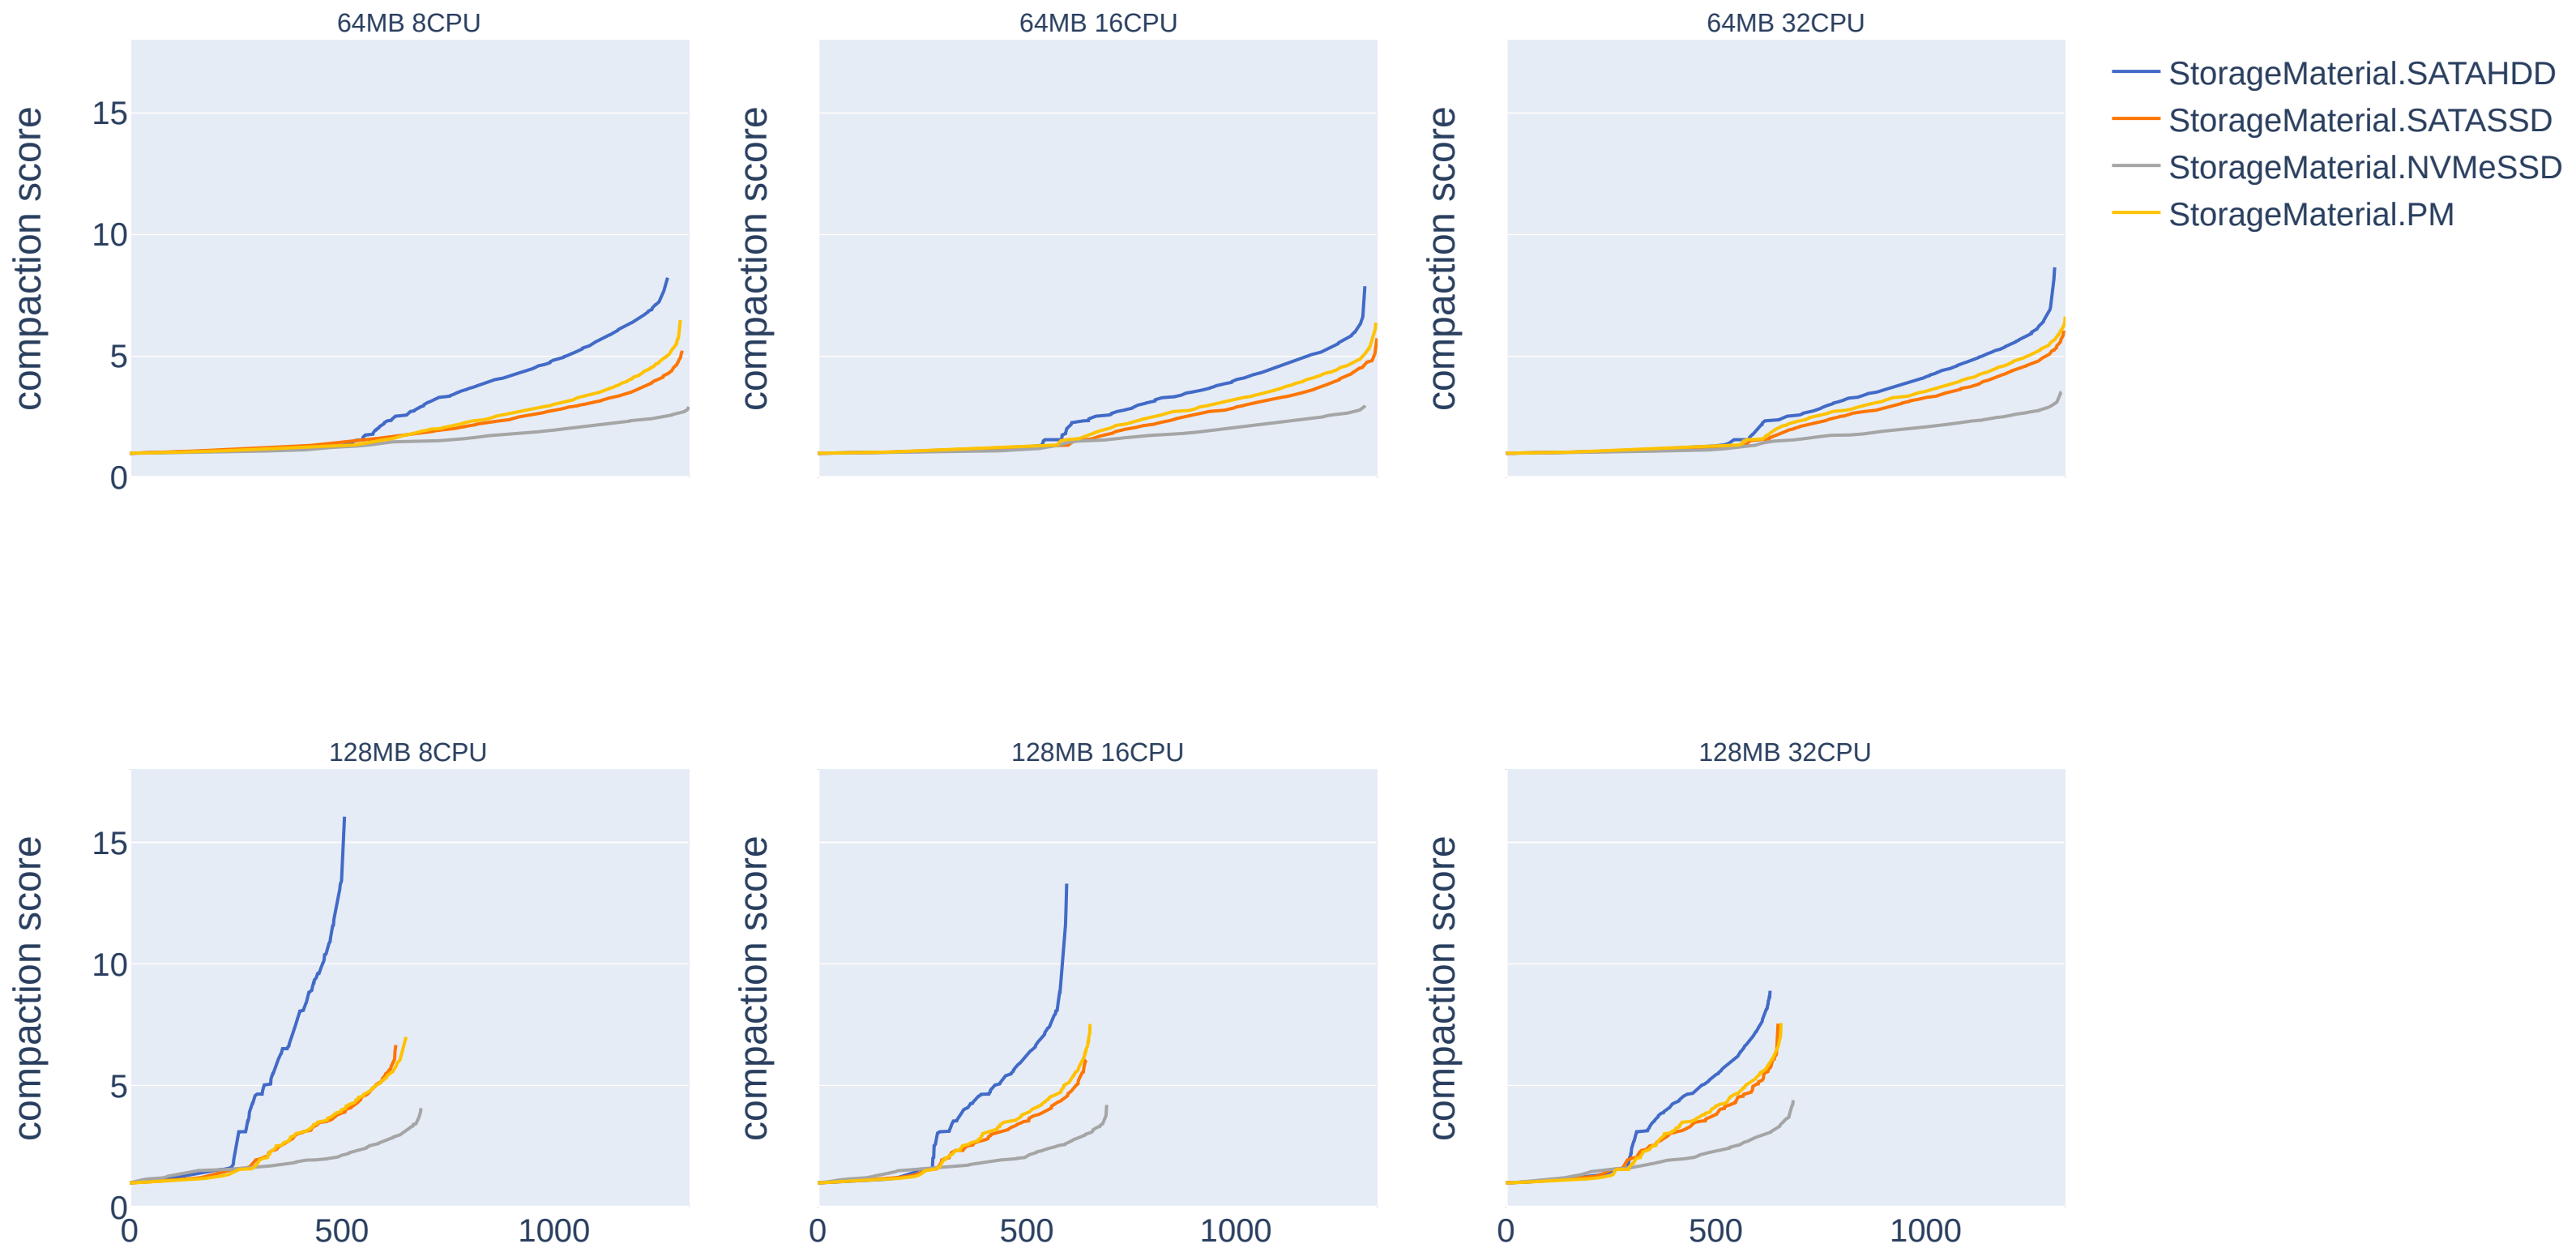 64MB 8CPU
64MB 16CPU
64MB 32CPU
compaction score
15
10
5
0
compaction score
compaction score
StorageMaterial.SATAHDD
StorageMaterial.SATASSD
StorageMaterial.NVMeSSD
StorageMaterial.PM
128MB 8CPU
128MB 16CPU
128MB 32CPU
compaction score
15
10
5
0
compaction score
compaction score
0 500 1000
0 500 1000
0 500 1000